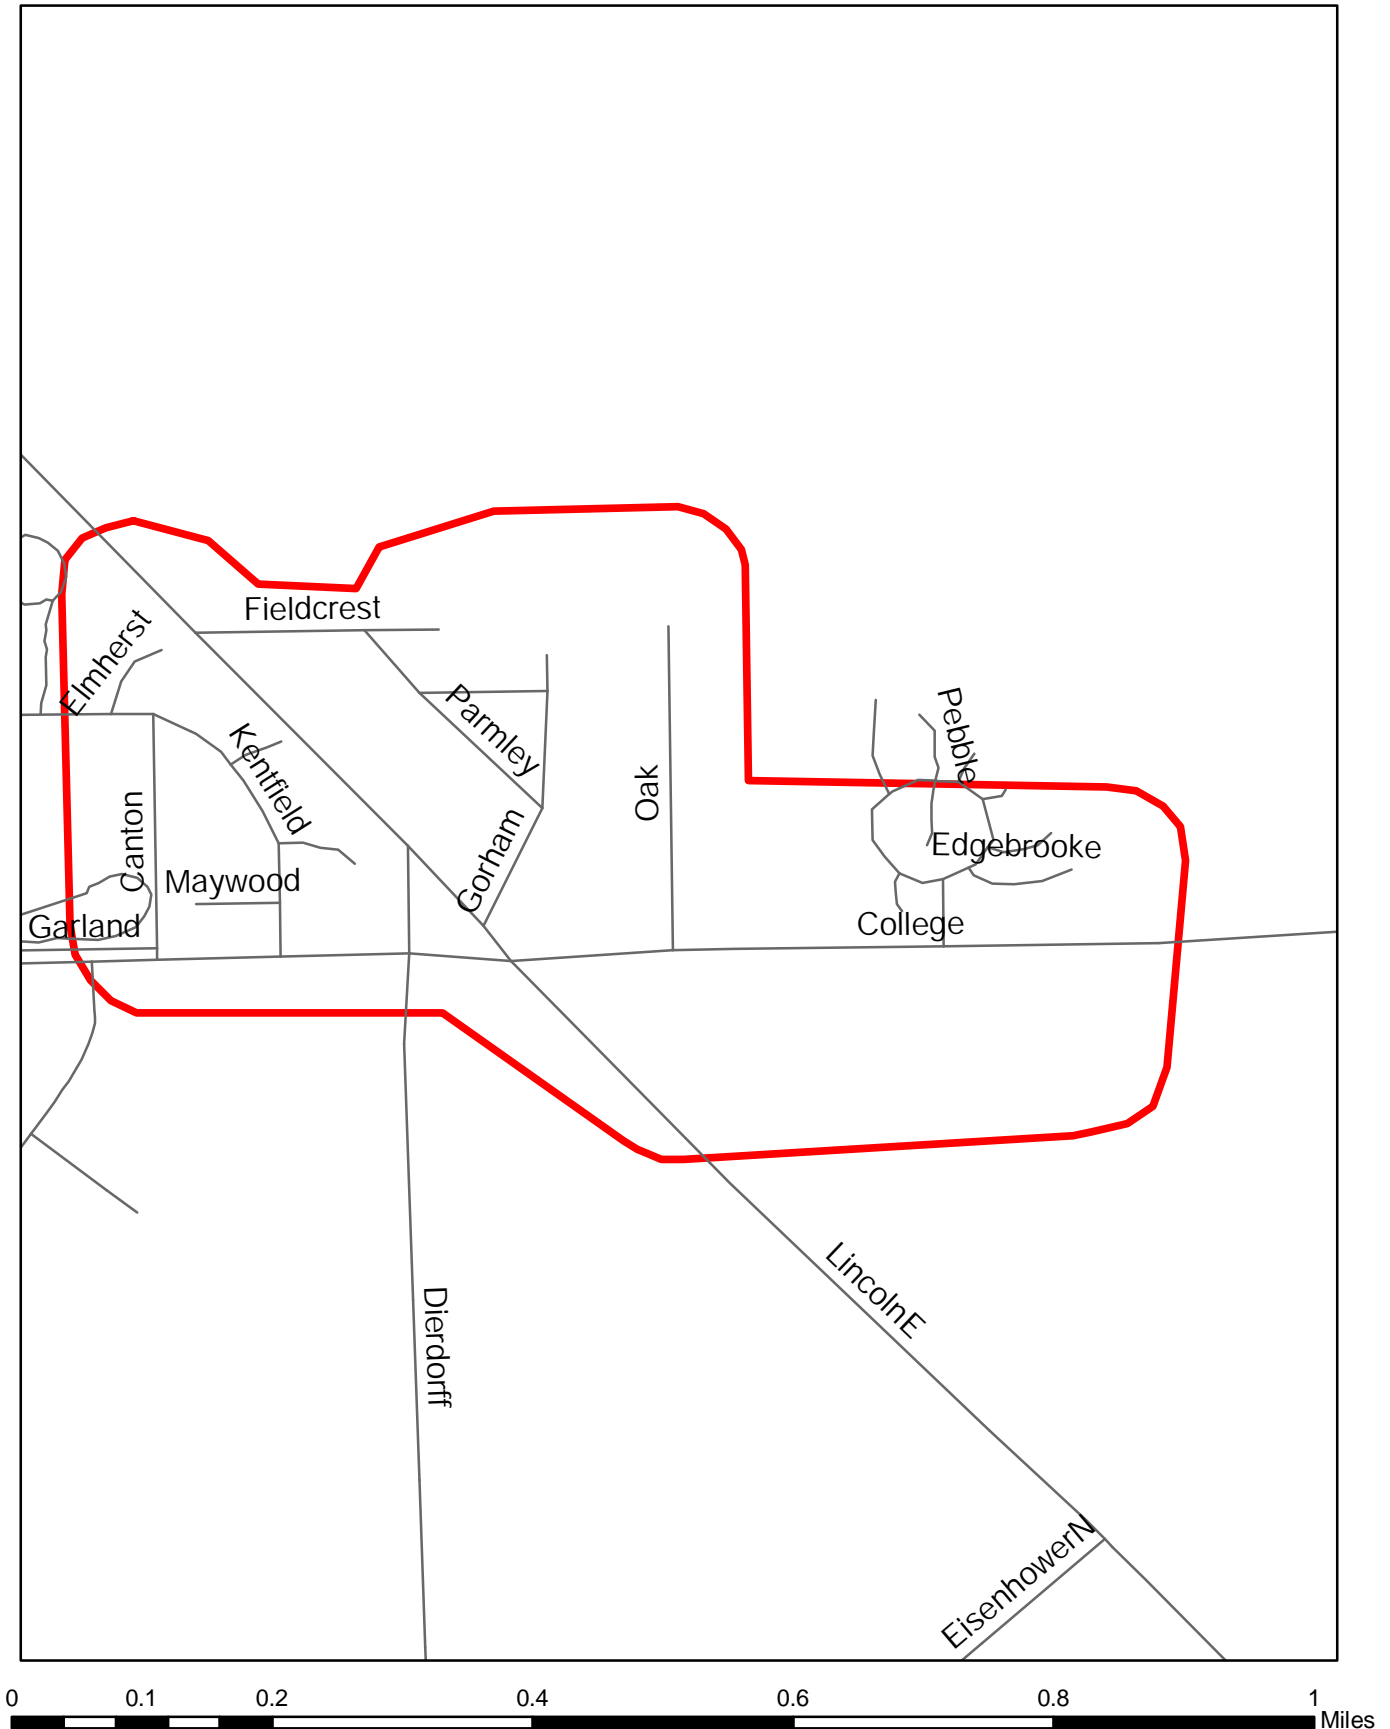 Fieldcrest
Elmherst
Parmley
Pebble
Kentfield
Oak
Canton
Gorham
Edgebrooke
Maywood
Garland
College
LincolnE
Dierdorff
EisenhowerN
0 0.1 0.2 0.4 0.6 0.8 1
Miles